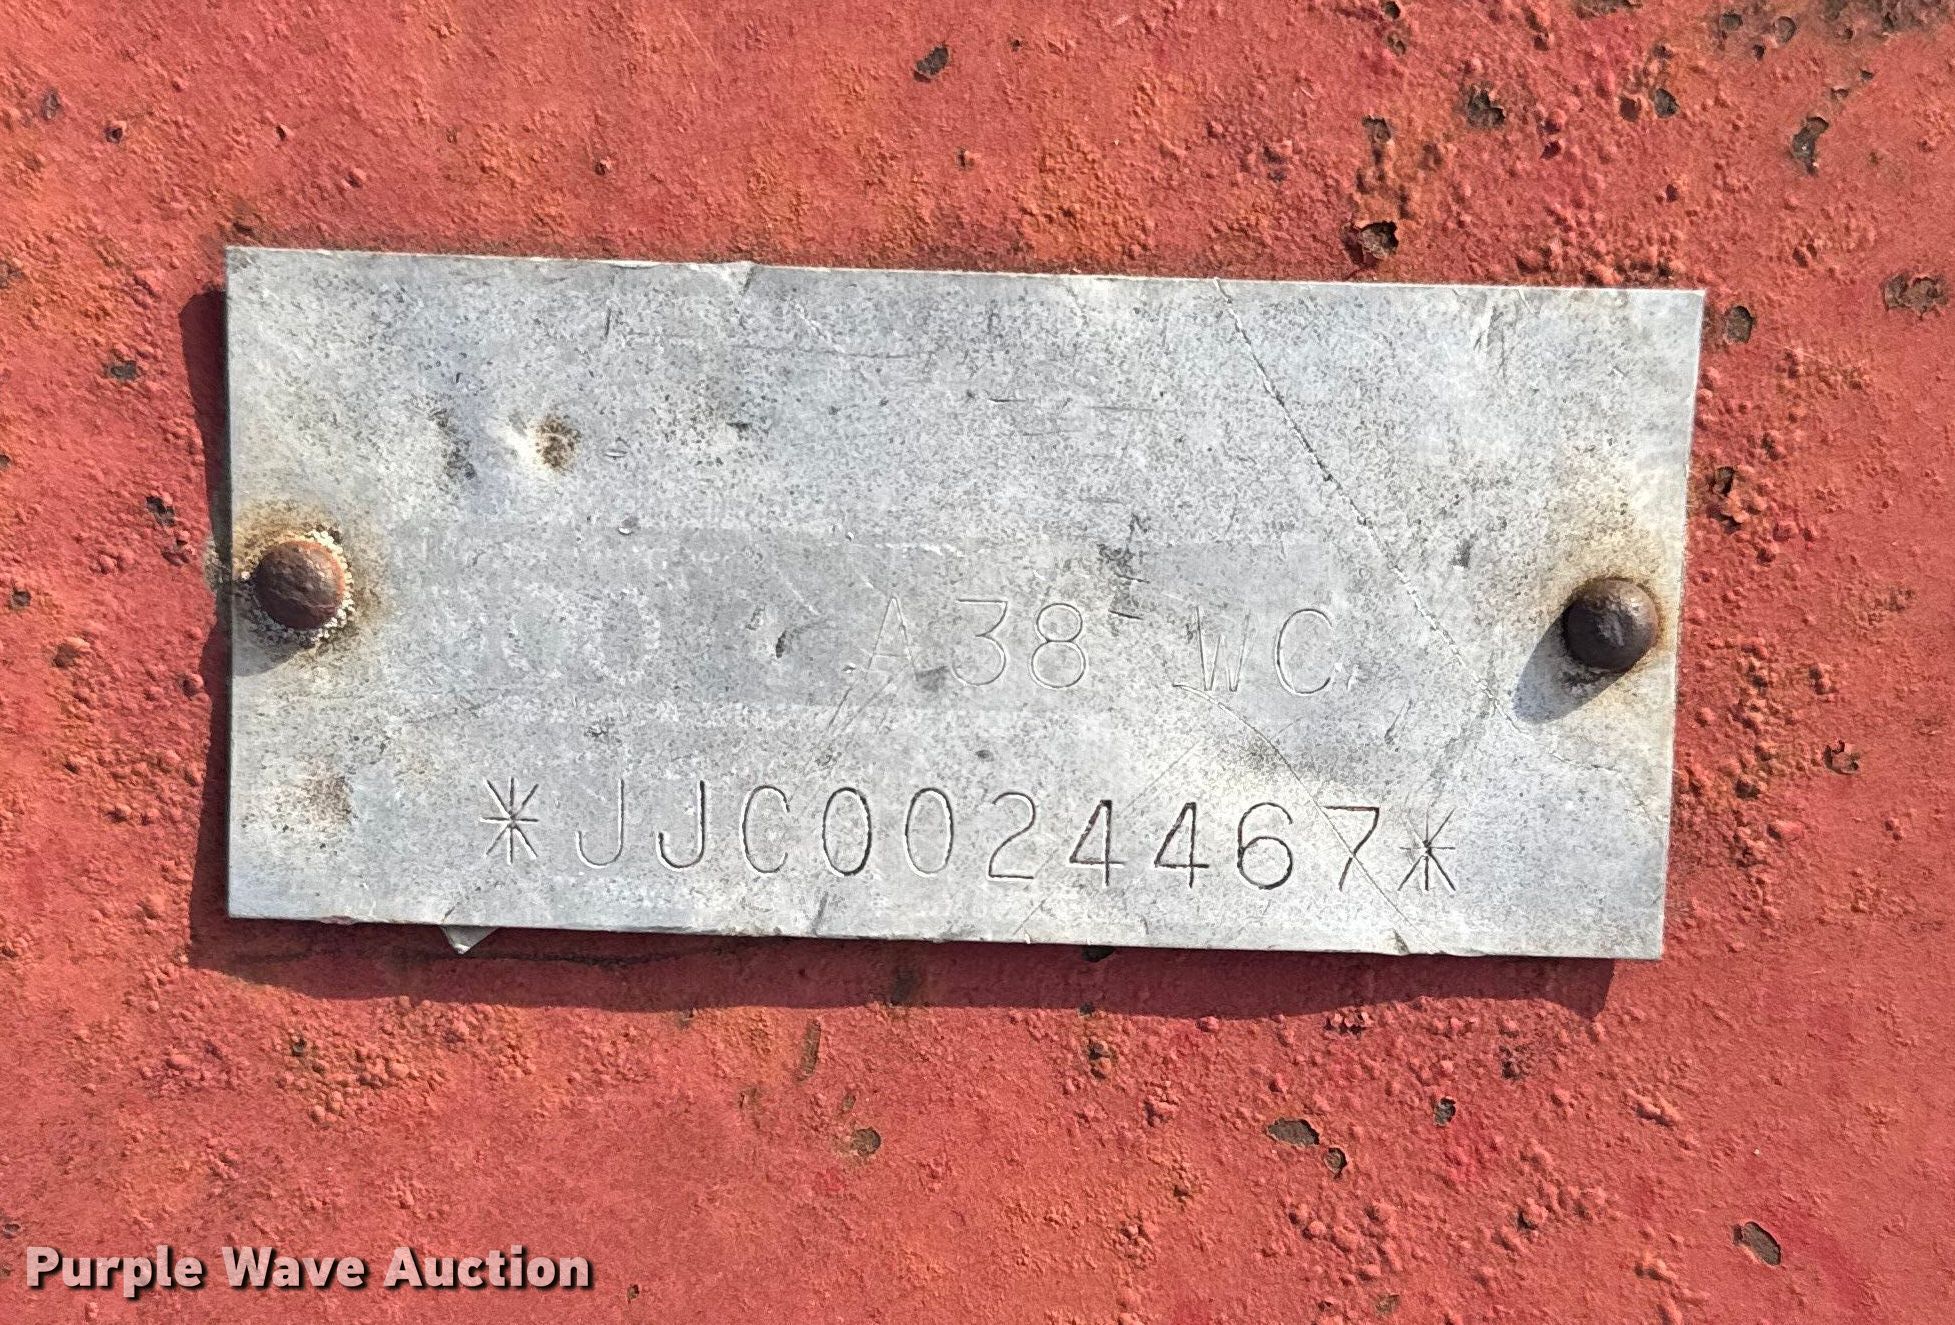 A38 WC
*JJC0024467*
Purple Wave Auction